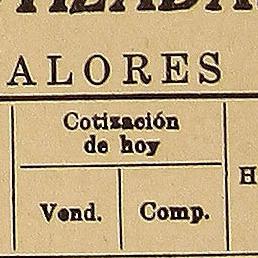 ALORES
Cotización
de hoy
Vend. Comp.
H